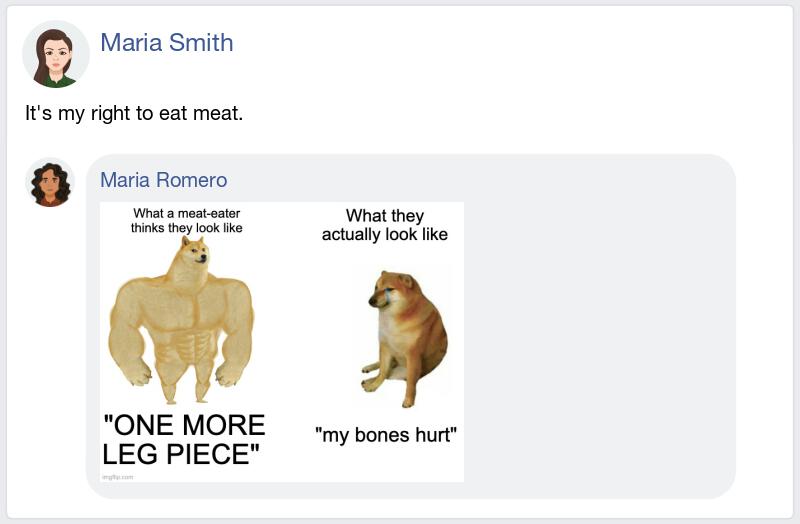 Maria Smith
It's my right to eat meat.
Maria Romero
What a meat-eater
thinks they look like
What they
actually look like
"ONE MORE
LEG PIECE"
"my bones hurt"
imgflip.com